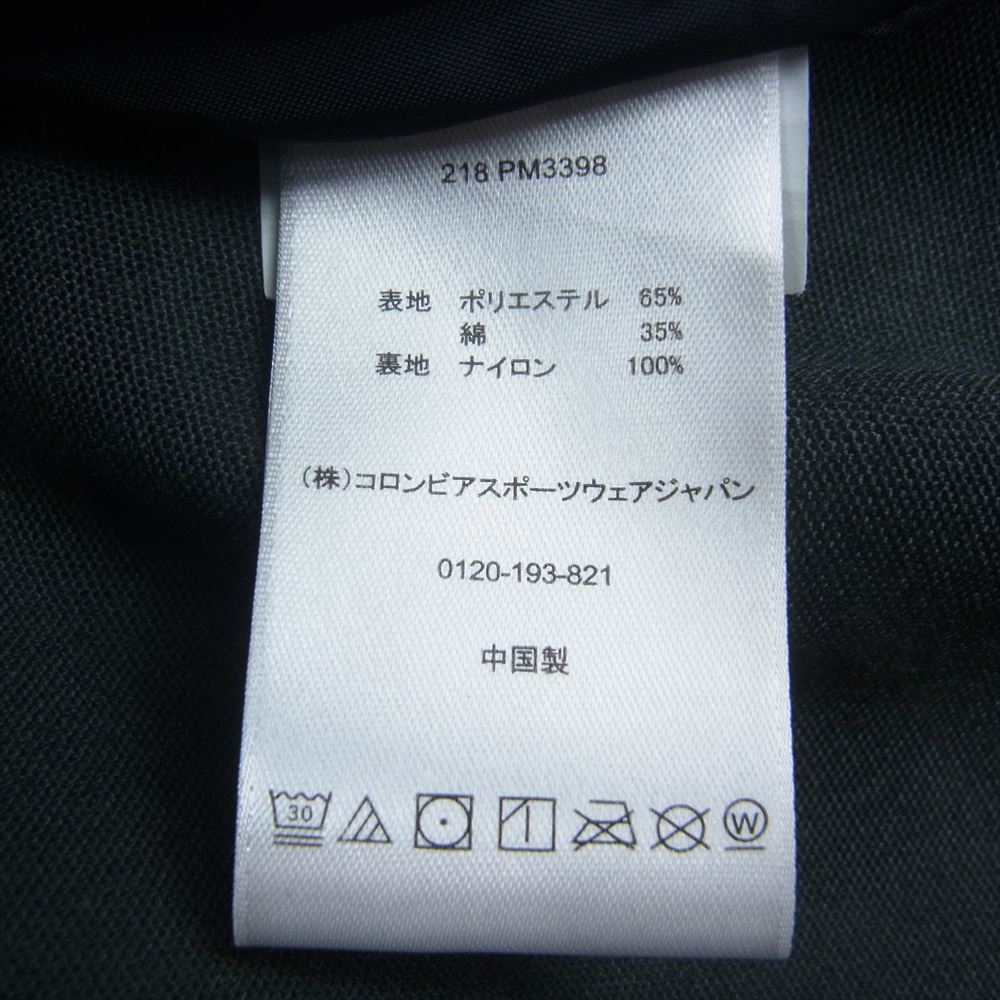 218 PM3398
表地 ポリエステル 65%
綿 35%
裏地 ナイロン 100%
(株)コロンビアスポーツウェアジャパン
0120-193-821
中国製
30 W